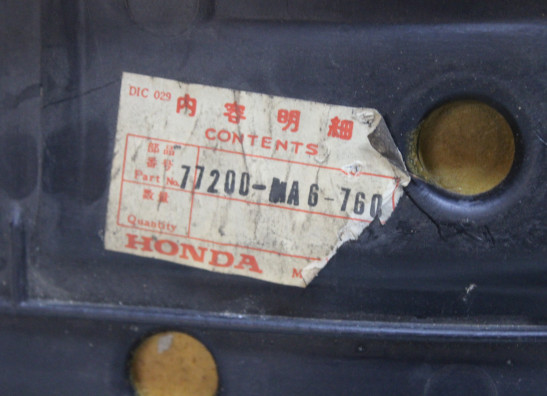 DIC 029
内容明細
CONTENTS
部品
番号
Part No.
77200-MA6-760
数量
Quantity
HONDA
M